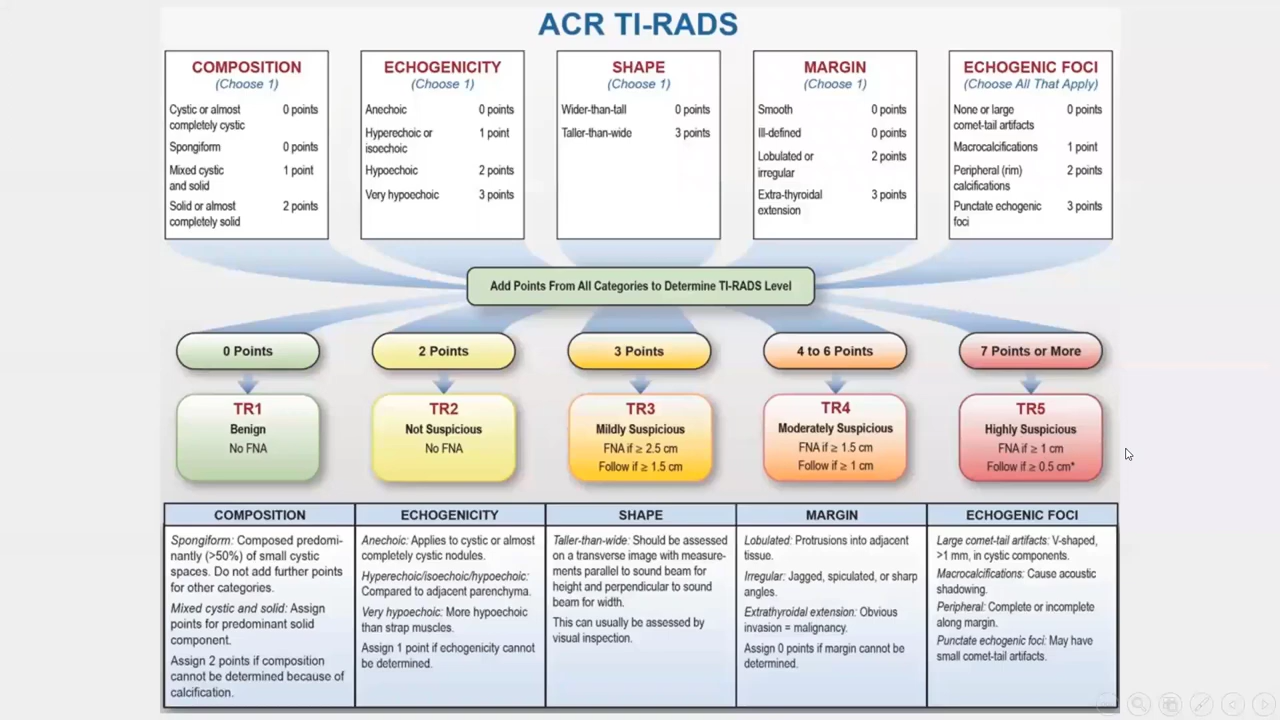 ACR TI-RADS
COMPOSITION
(Choose 1)
Cystic or almost 0 points
completely cystic
Spongiform 0 points
Mixed cystic 1 point
and solid
Solid or almost 2 points
completely solid
ECHOGENICITY
(Choose 1)
Anechoic 0 points
Hyperechoic or 1 point
isoechoic
Hypoechoic 2 points
Very hypoechoic 3 points
SHAPE
(Choose 1)
Wider-than-tall 0 points
Taller-than-wide 3 points
MARGIN
(Choose 1)
Smooth 0 points
Ill-defined 0 points
Lobulated or 2 points
irregular
Extra-thyroidal 3 points
extension
ECHOGENIC FOCI
(Choose All That Apply)
None or large 0 points
comet-tail artifacts
Macrocalcifications 1 point
Peripheral (rim) 2 points
calcifications
Punctate echogenic 3 points
foci
Add Points From All Categories to Determine TI-RADS Level
0 Points
2 Points
3 Points
4 to 6 Points
7 Points or More
TR1
Benign
No FNA
TR2
Not Suspicious
No FNA
TR3
Mildly Suspicious
FNA if ≥ 2.5 cm
Follow if ≥ 1.5 cm
TR4
Moderately Suspicious
FNA if ≥ 1.5 cm
Follow if ≥ 1 cm
TR5
Highly Suspicious
FNA if ≥ 1 cm
Follow if ≥ 0.5 cm*
COMPOSITION
Spongiform: Composed predomi-
nantly (>50%) of small cystic
spaces. Do not add further points
for other categories.
Mixed cystic and solid: Assign
points for predominant solid
component.
Assign 2 points if composition
cannot be determined because of
calcification.
ECHOGENICITY
Anechoic: Applies to cystic or almost
completely cystic nodules.
Hyperechoic/isoechoic/hypoechoic:
Compared to adjacent parenchyma.
Very hypoechoic: More hypoechoic
than strap muscles.
Assign 1 point if echogenicity cannot
be determined.
SHAPE
Taller-than-wide: Should be assessed
on a transverse image with measure-
ments parallel to sound beam for
height and perpendicular to sound
beam for width.
This can usually be assessed by
visual inspection.
MARGIN
Lobulated: Protrusions into adjacent
tissue.
Irregular: Jagged, spiculated, or sharp
angles.
Extrathyroidal extension: Obvious
invasion = malignancy.
Assign 0 points if margin cannot be
determined.
ECHOGENIC FOCI
Large comet-tail artifacts: V-shaped,
>1 mm, in cystic components.
Macrocalcifications: Cause acoustic
shadowing.
Peripheral: Complete or incomplete
along margin.
Punctate echogenic foci: May have
small comet-tail artifacts.